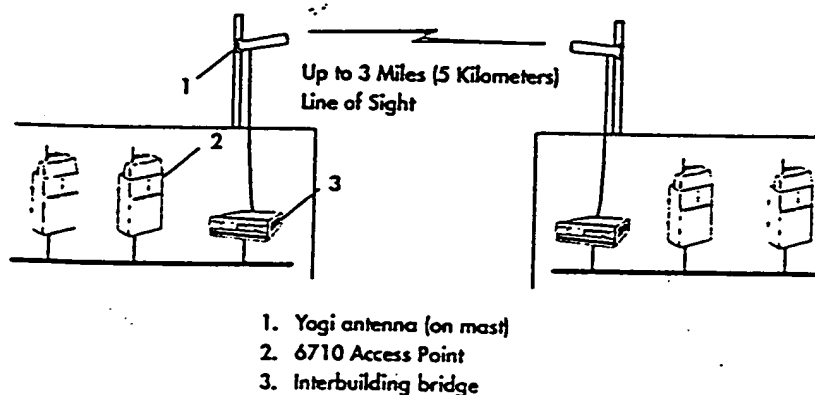 1
Up to 3 Miles (5 Kilometers)
Line of Sight
2
3
1. Yogi antenna (on mast)
2. 6710 Access Point
3. Interbuilding bridge